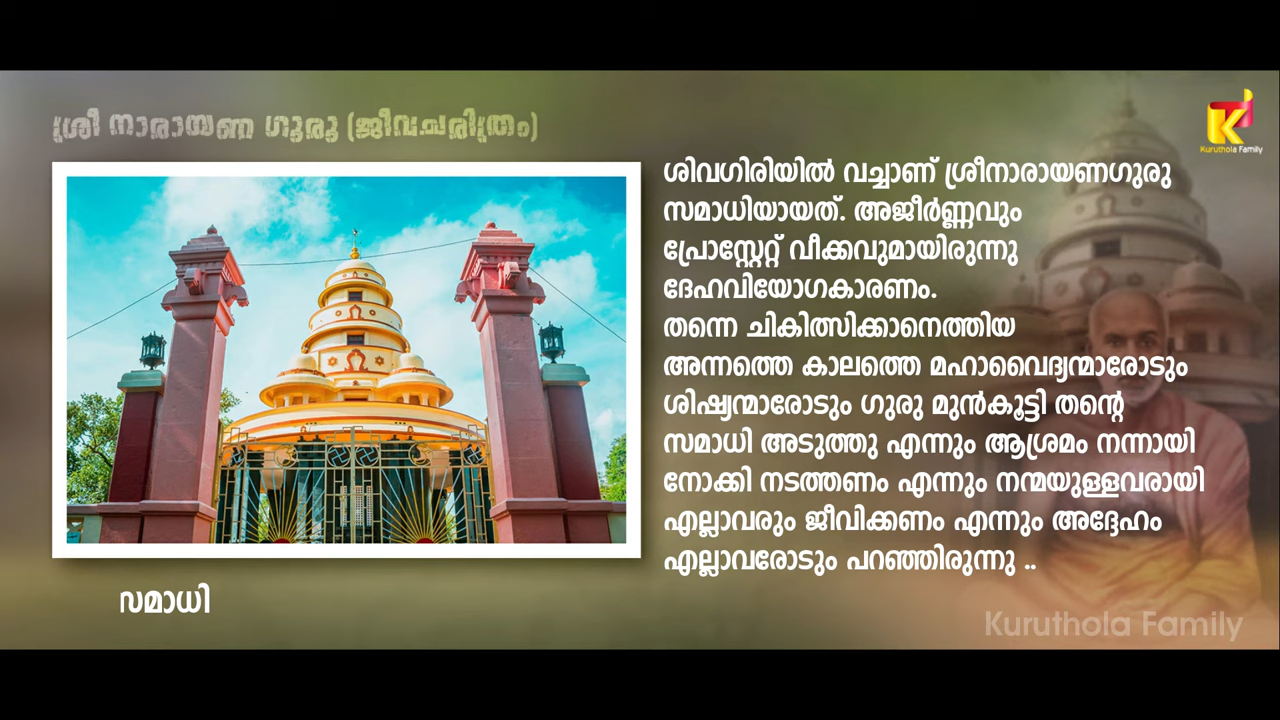 ശ്രീ നാരായണ ഗുരു (ജീവചരിത്രം)
Kuruthola Family
ശിവഗിരിയിൽ വച്ചാണ് ശ്രീനാരായണഗുരു
സമാധിയായത്. അജീർണ്ണവും
പ്രോസ്റ്റേറ്റ് വീക്കവുമായിരുന്നു
ദേഹവിയോഗകാരണം.
തന്നെ ചികിത്സിക്കാനെത്തിയ
അന്നത്തെ കാലത്തെ മഹാവൈദ്യന്മാരോടും
ശിഷ്യന്മാരോടും ഗുരു മുൻകൂട്ടി തന്റെ
സമാധി അടുത്തു എന്നും ആശ്രമം നന്നായി
നോക്കി നടത്തണം എന്നും നന്മയുള്ളവരായി
എല്ലാവരും ജീവിക്കണം എന്നും അദ്ദേഹം
എല്ലാവരോടും പറഞ്ഞിരുന്നു ..
സമാധി
Kuruthola Family